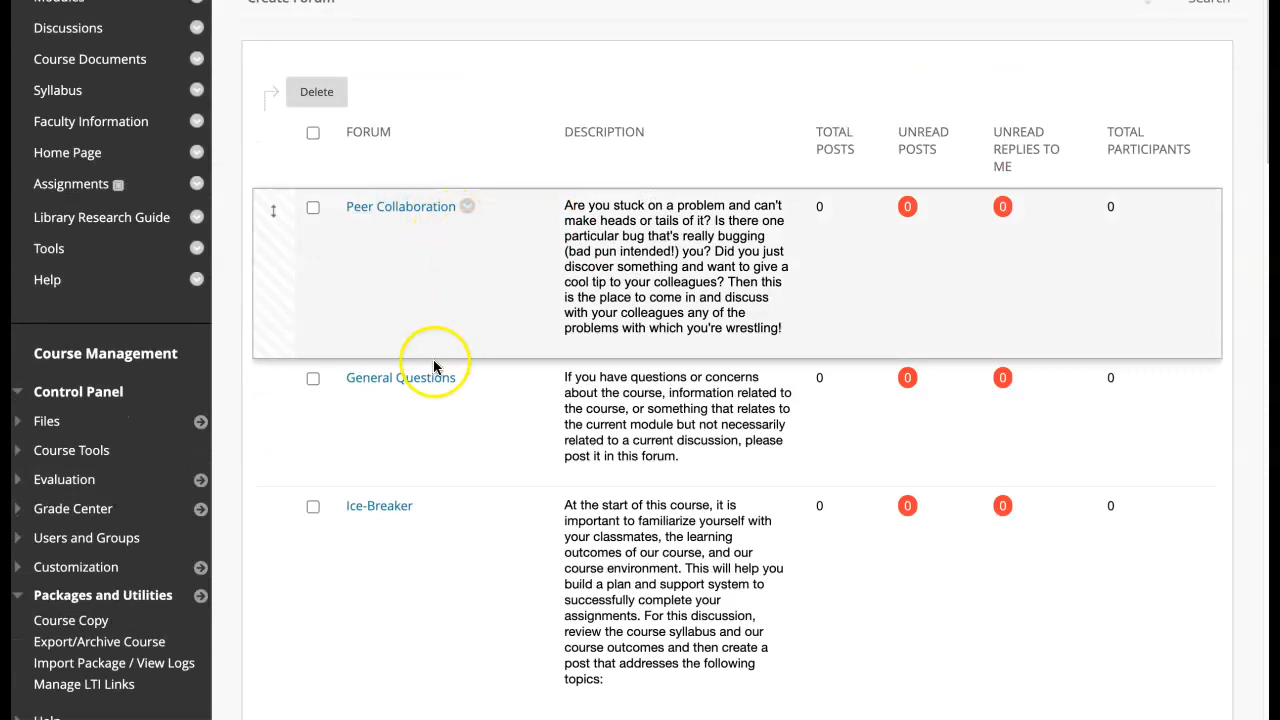 Modules
Discussions
Course Documents
Syllabus
Faculty Information
Home Page
Assignments
Library Research Guide
Tools
Help
Course Management
Control Panel
Files
Course Tools
Evaluation
Grade Center
Users and Groups
Customization
Packages and Utilities
Course Copy
Export/Archive Course
Import Package / View Logs
Manage LTI Links
Help
Create Forum
Search
Delete
FORUM
DESCRIPTION
TOTAL
POSTS
UNREAD
POSTS
UNREAD
REPLIES TO
ME
TOTAL
PARTICIPANTS
Peer Collaboration
Are you stuck on a problem and can't
make heads or tails of it? Is there one
particular bug that's really bugging
(bad pun intended!) you? Did you just
discover something and want to give a
cool tip to your colleagues? Then this
is the place to come in and discuss
with your colleagues any of the
problems with which you're wrestling!
0
0
0
0
General Questions
If you have questions or concerns
about the course, information related to
the course, or something that relates to
the current module but not necessarily
related to a current discussion, please
post it in this forum.
0
0
0
0
Ice-Breaker
At the start of this course, it is
important to familiarize yourself with
your classmates, the learning
outcomes of our course, and our
course environment. This will help you
build a plan and support system to
successfully complete your
assignments. For this discussion,
review the course syllabus and our
course outcomes and then create a
post that addresses the following
topics:
0
0
0
0